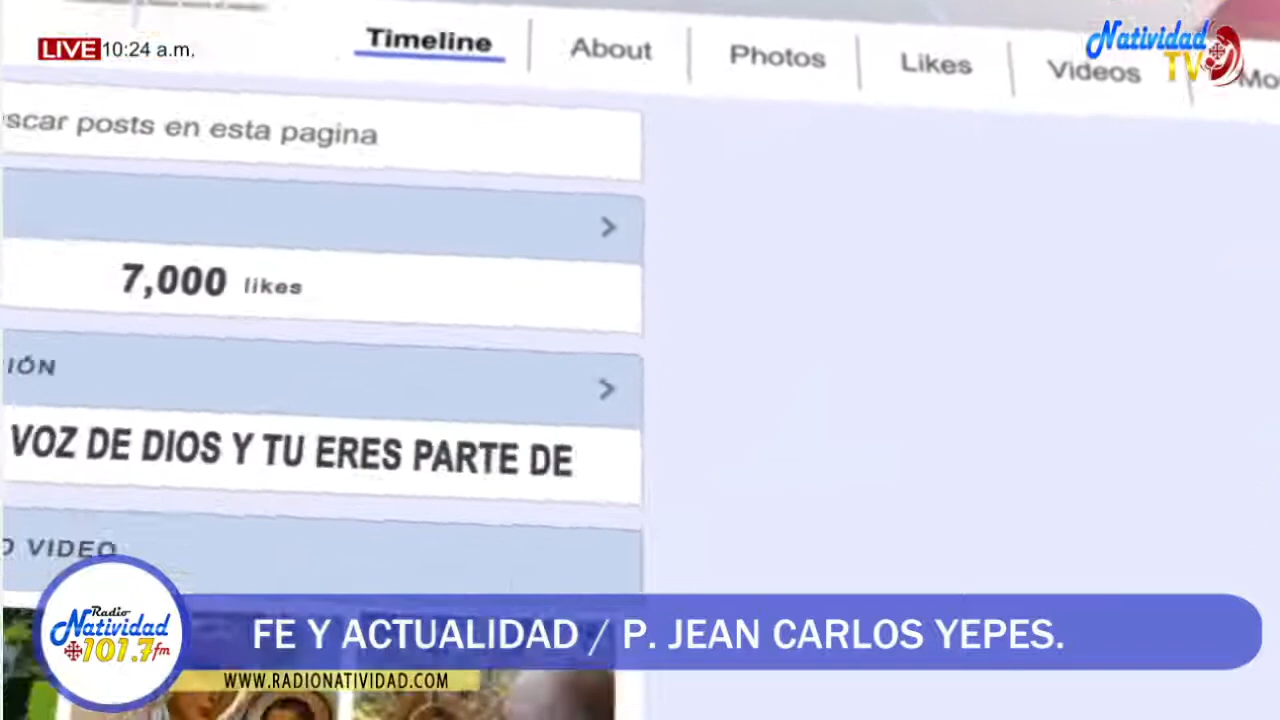 LIVE 10:24 a.m.
Timeline
About
Photos
Likes
Videos
Mo
Natividad
TV
scar posts en esta pagina
7,000 likes
IÓN
VOZ DE DIOS Y TU ERES PARTE DE
O VIDEO
Radio
Natividad
101.7 fm
FE Y ACTUALIDAD / P. JEAN CARLOS YEPES.
WWW.RADIONATIVIDAD.COM